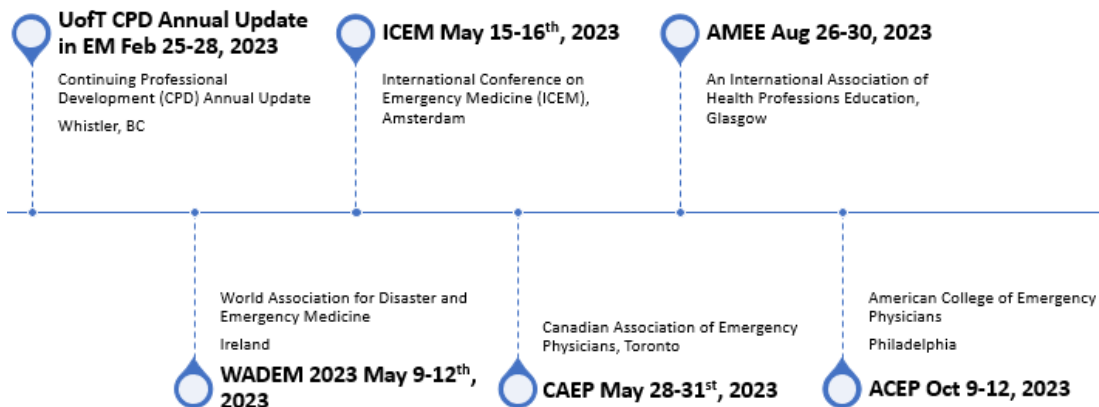 UofT CPD Annual Update
in EM Feb 25-28, 2023
Continuing Professional
Development (CPD) Annual Update
Whistler, BC
ICEM May 15-16th, 2023
International Conference on
Emergency Medicine (ICEM),
Amsterdam
AMEE Aug 26-30, 2023
An International Association of
Health Professions Education,
Glasgow
World Association for Disaster and
Emergency Medicine
Ireland
WADEM 2023 May 9-12th,
2023
Canadian Association of Emergency
Physicians, Toronto
CAEP May 28-31st, 2023
American College of Emergency
Physicians
Philadelphia
ACEP Oct 9-12, 2023